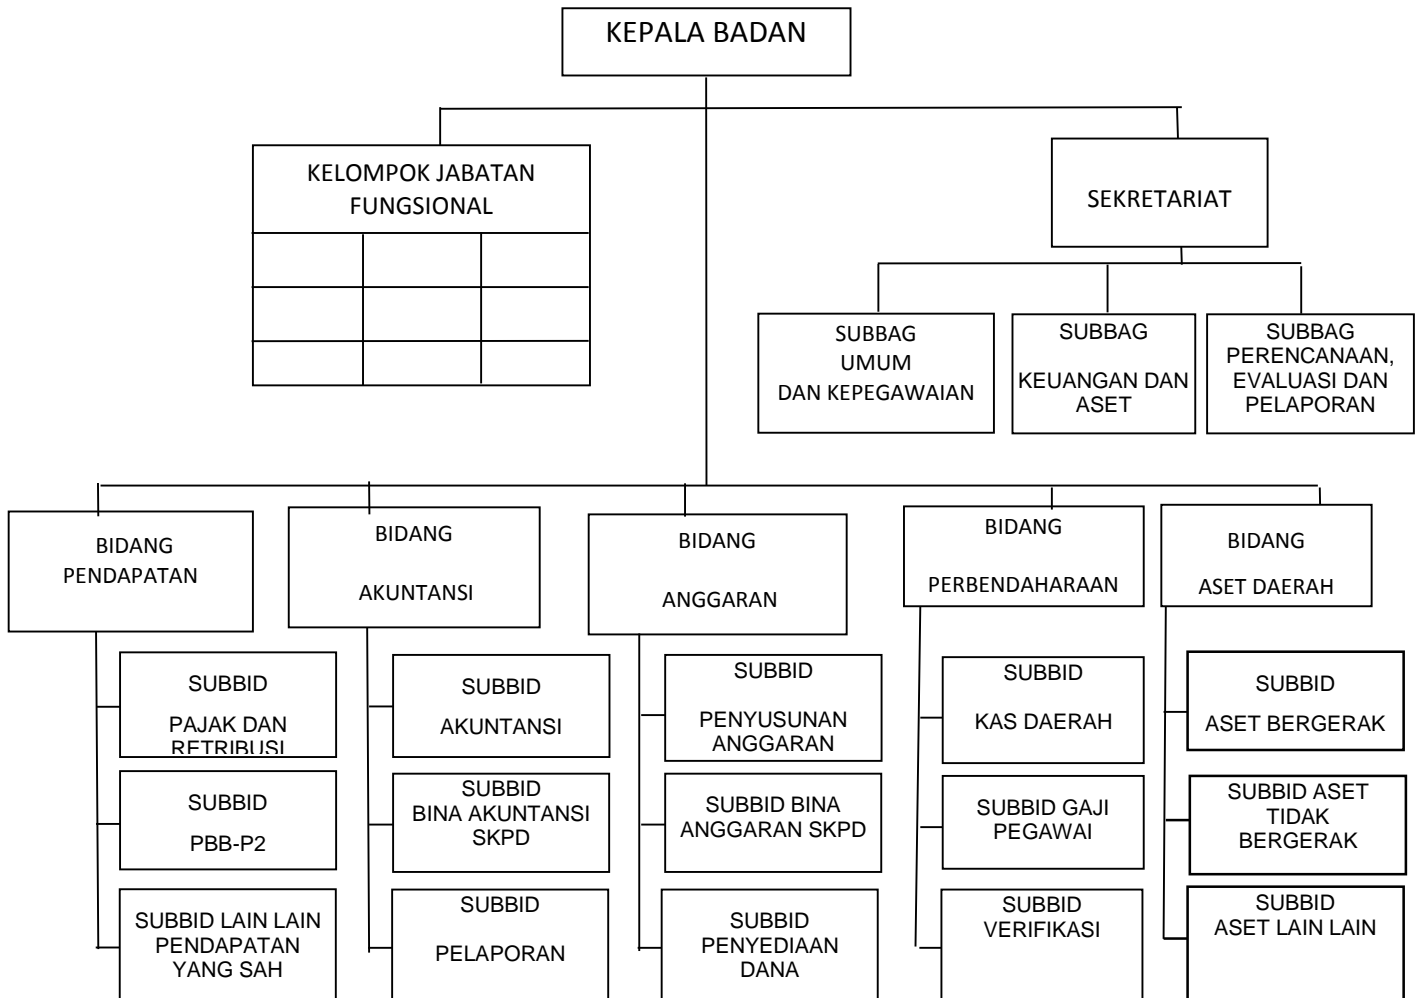 KEPALA BADAN
KELOMPOK JABATAN
FUNGSIONAL
SEKRETARIAT
SUBBAG
UMUM
DAN KEPEGAWAIAN
SUBBAG
KEUANGAN DAN
ASET
SUBBAG
PERENCANAAN,
EVALUASI DAN
PELAPORAN
BIDANG
PENDAPATAN
BIDANG
AKUNTANSI
BIDANG
ANGGARAN
BIDANG
PERBENDAHARAAN
BIDANG
ASET DAERAH
SUBBID
PAJAK DAN
RETRIBUSI
SUBBID
AKUNTANSI
SUBBID
PENYUSUNAN
ANGGARAN
SUBBID
KAS DAERAH
SUBBID
ASET BERGERAK
SUBBID
PBB-P2
SUBBID
BINA AKUNTANSI
SKPD
SUBBID BINA
ANGGARAN SKPD
SUBBID GAJI
PEGAWAI
SUBBID ASET
TIDAK
BERGERAK
SUBBID LAIN LAIN
PENDAPATAN
YANG SAH
SUBBID
PELAPORAN
SUBBID
PENYEDIAAN
DANA
SUBBID
VERIFIKASI
SUBBID
ASET LAIN LAIN